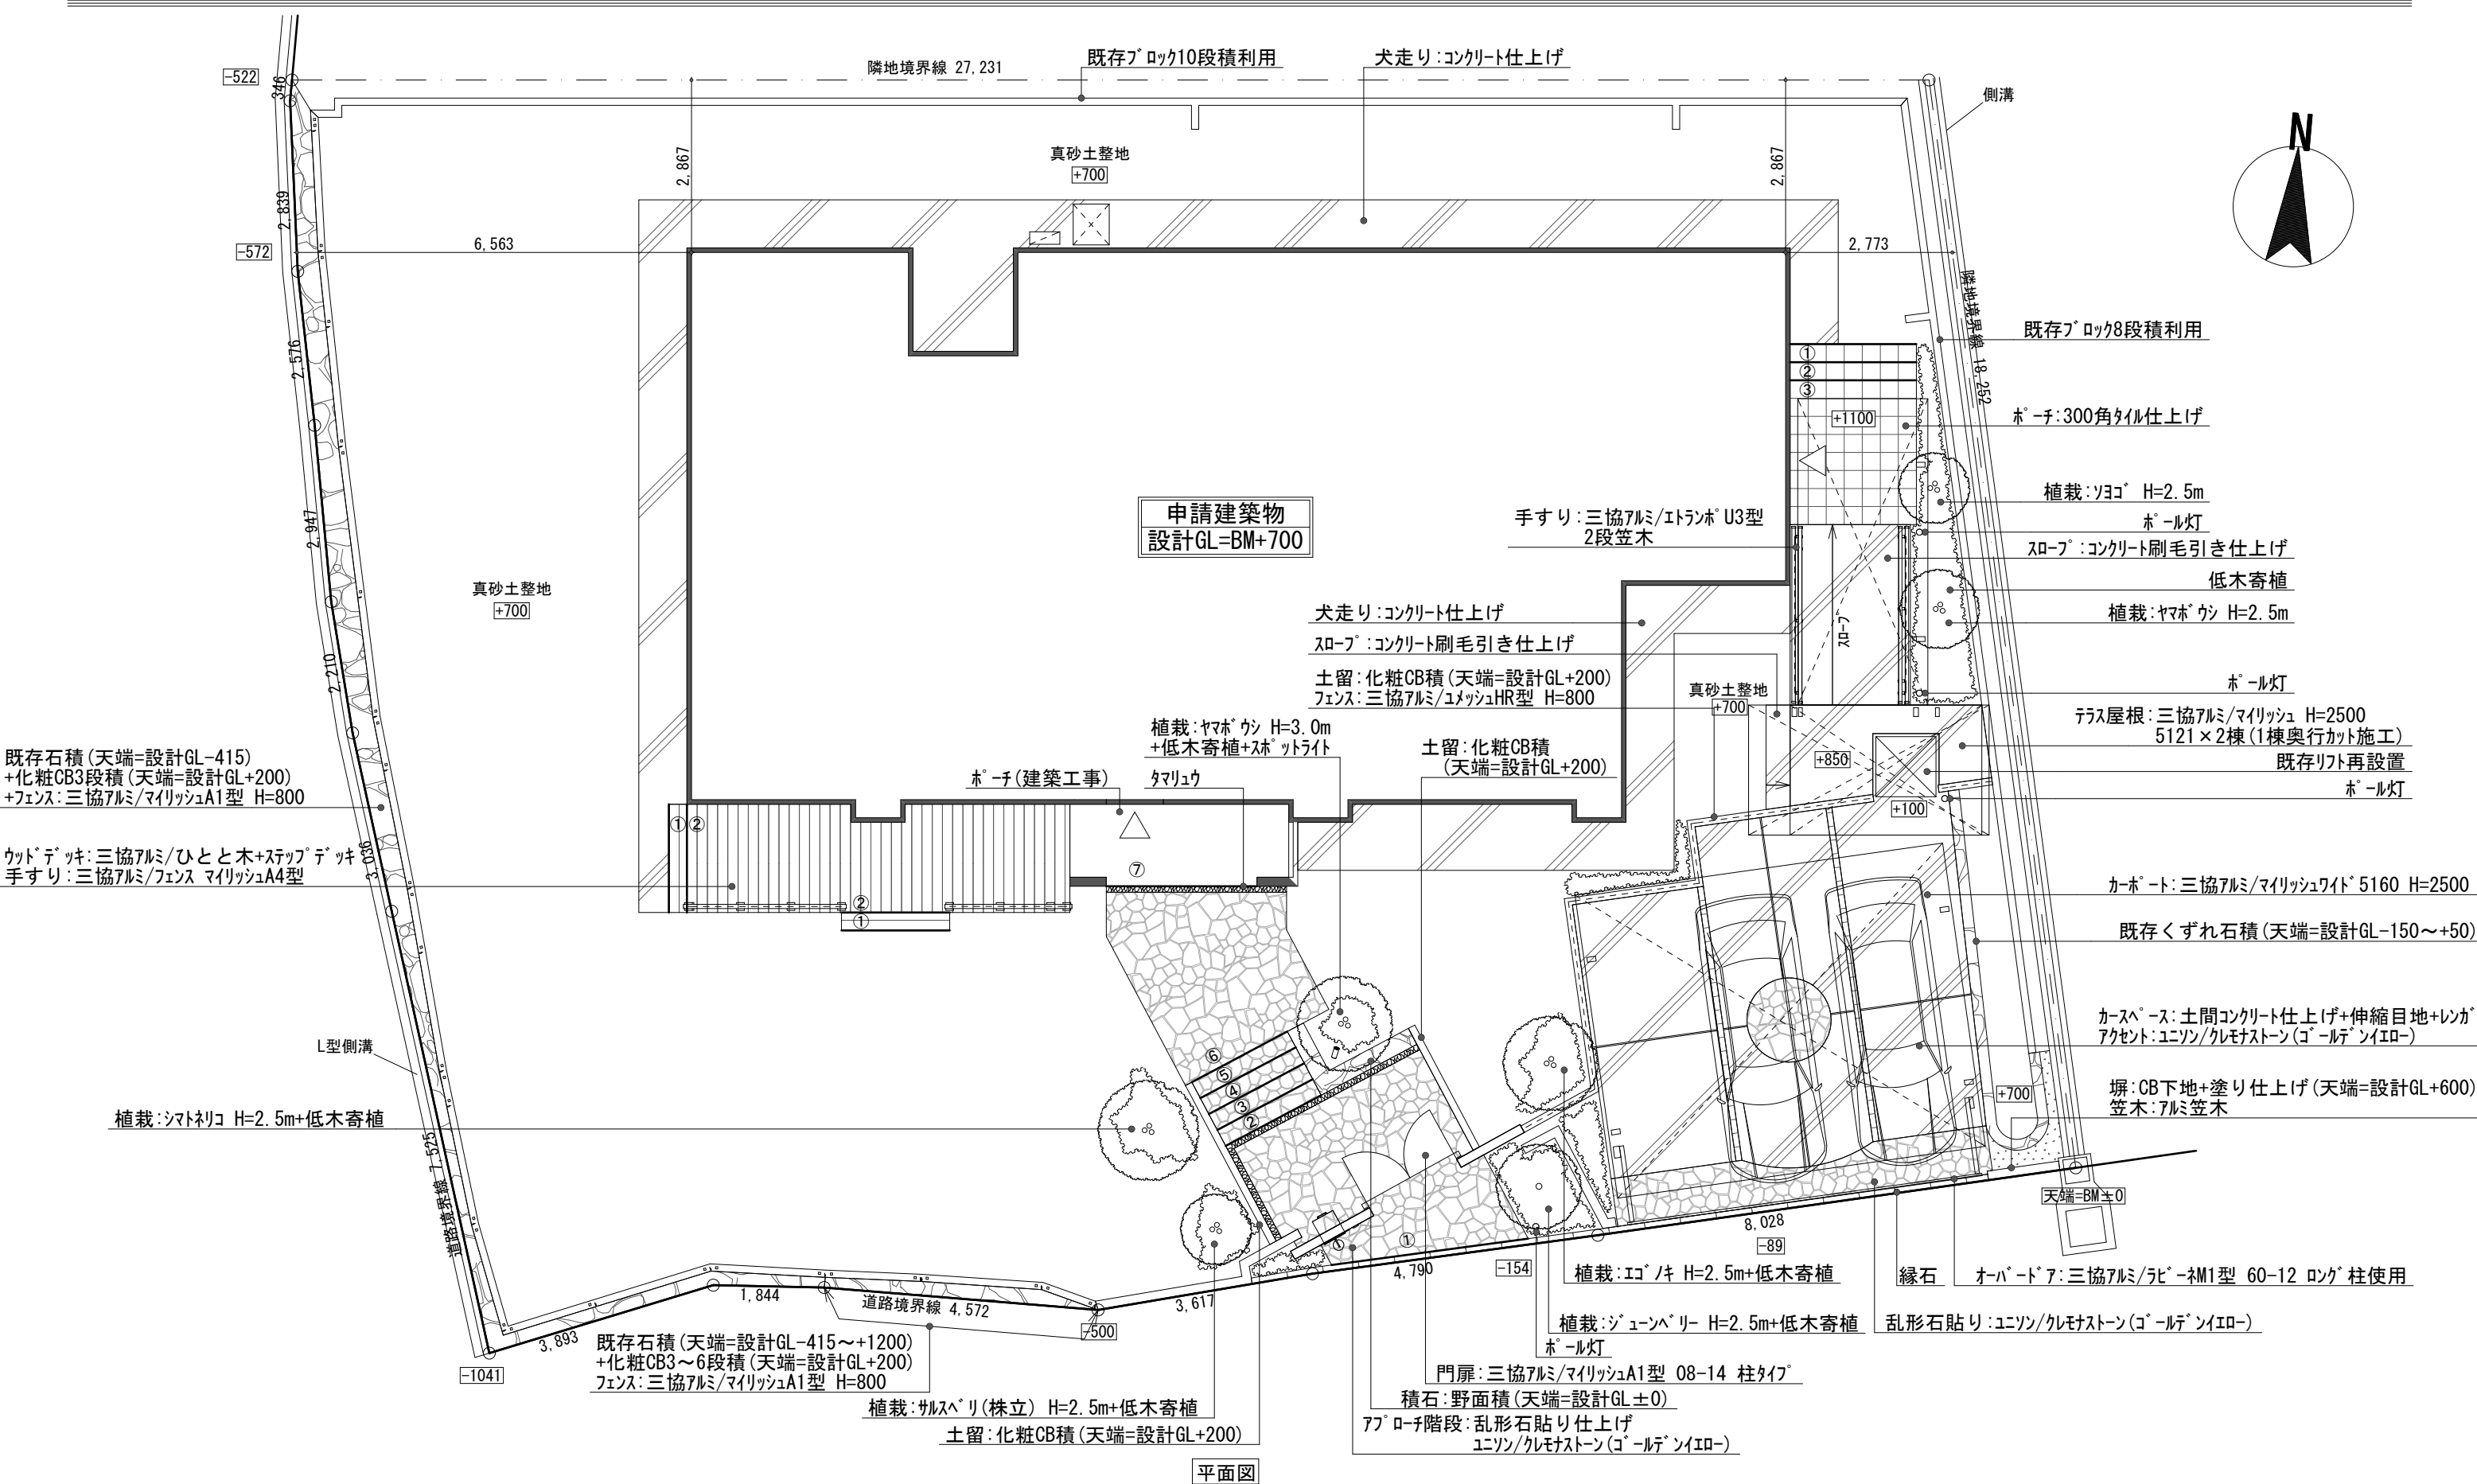 既存ﾌﾞﾛｯｸ10段積利用
犬走り:ｺﾝｸﾘｰﾄ仕上げ
隣地境界線 27,231
-522
346
側溝
N
2,867
真砂土整地
+700
2,867
2,839
-572
6,563
2,773
隣地境界線 18,252
既存ﾌﾞﾛｯｸ8段積利用
2,576
①
②
③
+1100
ﾎﾟｰﾁ:300角ﾀｲﾙ仕上げ
植栽:ｿﾖｺﾞ H=2.5m
申請建築物
設計GL=BM+700
手すり:三協ｱﾙﾐ/ｴﾄﾗﾝﾎﾟU3型
2段笠木
ﾎﾟｰﾙ灯
2,947
ｽﾛｰﾌﾟ:ｺﾝｸﾘｰﾄ刷毛引き仕上げ
真砂土整地
+700
低木寄植
犬走り:ｺﾝｸﾘｰﾄ仕上げ
植栽:ﾔﾏﾎﾞｳｼ H=2.5m
ｽﾛｰﾌﾟ
ｽﾛｰﾌﾟ:ｺﾝｸﾘｰﾄ刷毛引き仕上げ
2,210
土留:化粧CB積(天端=設計GL+200)
フェンス:三協ｱﾙﾐ/ﾕﾒｯｼｭHR型 H=800
真砂土整地
+700
ﾎﾟｰﾙ灯
植栽:ﾔﾏﾎﾞｳｼ H=3.0m
+低木寄植+ｽﾎﾟｯﾄﾗｲﾄ
ﾃﾗｽ屋根:三協ｱﾙﾐ/ﾏｲﾘｯｼｭ H=2500
5121×2棟(1棟奥行ｶｯﾄ施工)
土留:化粧CB積
(天端=設計GL+200)
既存石積(天端=設計GL-415)
+化粧CB3段積(天端=設計GL+200)
+ﾌｪﾝｽ:三協ｱﾙﾐ/ﾏｲﾘｯｼｭA1型 H=800
ﾎﾟｰﾁ(建築工事)
ﾀﾏﾘｭｳ
+850
既存ﾘﾌﾄ再設置
ﾎﾟｰﾙ灯
+100
① ②
3,036
ｳｯﾄﾞﾃﾞｯｷ:三協ｱﾙﾐ/ひとと木+ｽﾃｯﾌﾟﾃﾞｯｷ
手すり:三協ｱﾙﾐ/ﾌｪﾝｽ ﾏｲﾘｯｼｭA4型
⑦
②
①
ｶｰﾎﾟｰﾄ:三協ｱﾙﾐ/ﾏｲﾘｯｼｭﾜｲﾄﾞ5160 H=2500
既存くずれ石積(天端=設計GL-150～+50)
ｶｰｽﾍﾟｰｽ:土間ｺﾝｸﾘｰﾄ仕上げ+伸縮目地+ﾚﾝｶﾞ
ｱｸｾﾝﾄ:ﾕﾆｿﾝ/ｸﾚﾓﾅｽﾄｰﾝ(ｺﾞｰﾙﾃﾞﾝｲｴﾛｰ)
L型側溝
⑥
⑤
④
③
②
+700
塀:CB下地+塗り仕上げ(天端=設計GL+600)
笠木:ｱﾙﾐ笠木
植栽:ｼﾏﾄﾈﾘｺ H=2.5m+低木寄植
道路境界線 7,525
天端=BM±0
①
①
8,028
-89
4,790
-154
植栽:ｴｺﾞﾉｷ H=2.5m+低木寄植
縁石
ｵｰﾊﾞｰﾄﾞｱ:三協ｱﾙﾐ/ﾗﾋﾞｰﾈM1型 60-12 ﾛﾝｸﾞ柱使用
1,844
道路境界線 4,572
3,617
植栽:ｼﾞｭｰﾝﾍﾞﾘｰ H=2.5m+低木寄植
乱形石貼り:ﾕﾆｿﾝ/ｸﾚﾓﾅｽﾄｰﾝ(ｺﾞｰﾙﾃﾞﾝｲｴﾛｰ)
-500
3,893
既存石積(天端=設計GL-415～+1200)
+化粧CB3～6段積(天端=設計GL+200)
ﾌｪﾝｽ:三協ｱﾙﾐ/ﾏｲﾘｯｼｭA1型 H=800
ﾎﾟｰﾙ灯
-1041
門扉:三協ｱﾙﾐ/ﾏｲﾘｯｼｭA1型 08-14 柱ﾀｲﾌﾟ
積石:野面積(天端=設計GL±0)
植栽:ｻﾙｽﾍﾞﾘ(株立) H=2.5m+低木寄植
ｱﾌﾟﾛｰﾁ階段:乱形石貼り仕上げ
ﾕﾆｿﾝ/ｸﾚﾓﾅｽﾄｰﾝ(ｺﾞｰﾙﾃﾞﾝｲｴﾛｰ)
土留:化粧CB積(天端=設計GL+200)
平面図